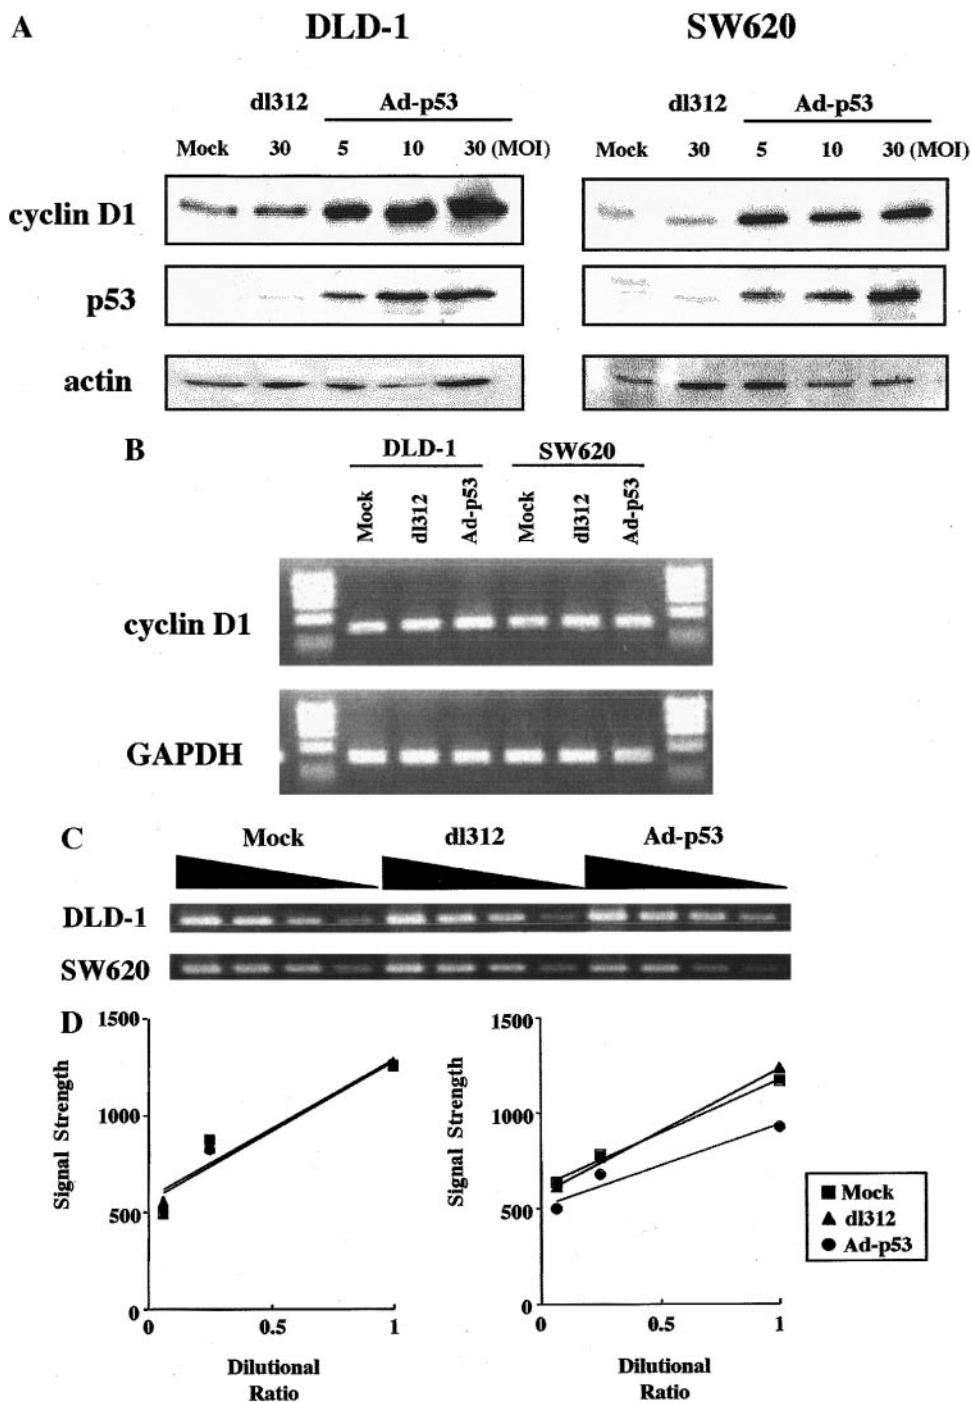 A DLD-1 SW620
dl312 Ad-p53 dl312 Ad-p53
Mock 30 5 10 30 (MOI) Mock 30 5 10 30 (MOI)
cyclin D1
p53
actin
B DLD-1 SW620
Mock dl312 Ad-p53 Mock dl312 Ad-p53
cyclin D1
GAPDH
C Mock dl312 Ad-p53
DLD-1
SW620
D
1500
1000
500
0
Signal Strength
0 0.5 1
Dilutional
Ratio
1500
1000
500
0
Signal Strength
0 0.5 1
Dilutional
Ratio
Mock
dl312
Ad-p53